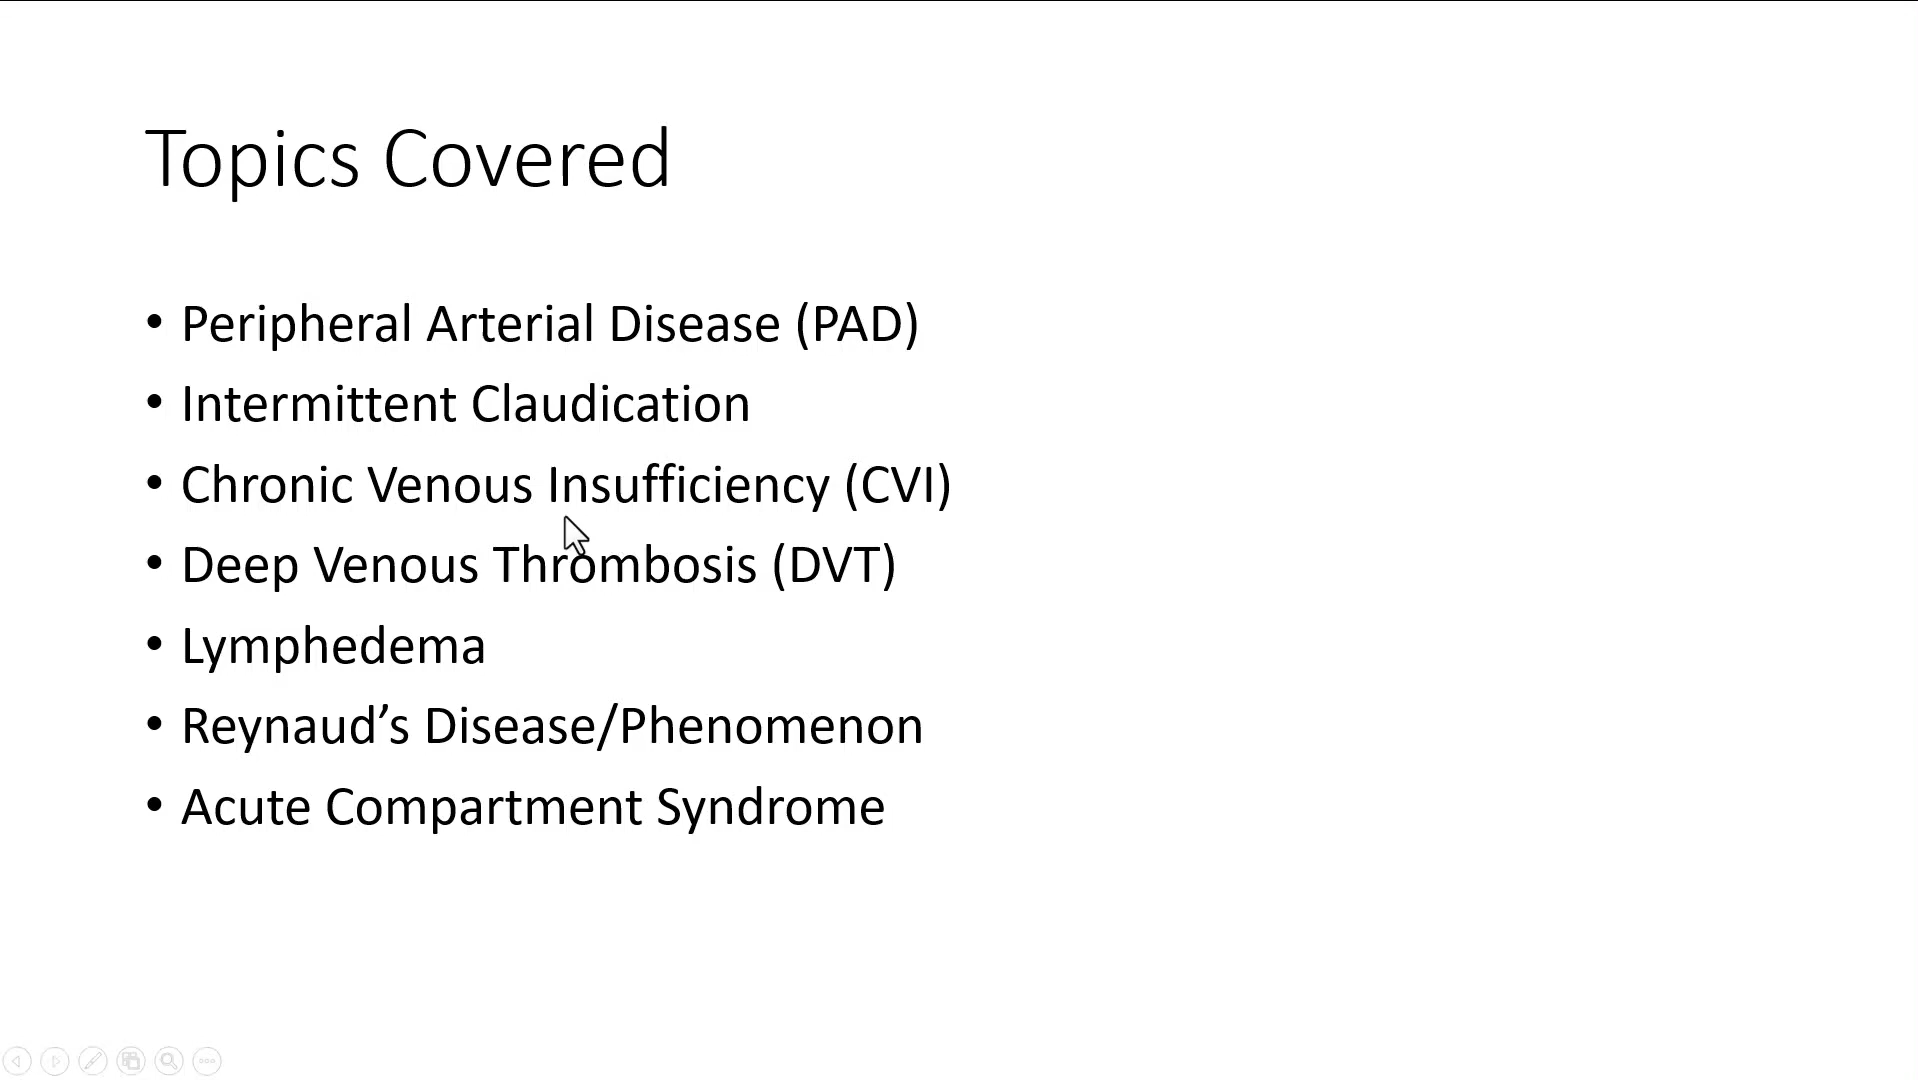 Topics Covered
• Peripheral Arterial Disease (PAD)
• Intermittent Claudication
• Chronic Venous Insufficiency (CVI)
• Deep Venous Thrombosis (DVT)
• Lymphedema
• Reynaud’s Disease/Phenomenon
• Acute Compartment Syndrome